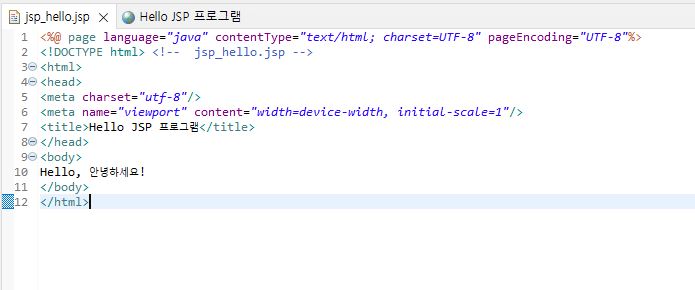 jsp_hello.jsp Hello JSP 프로그램
1 <%@ page language="java" contentType="text/html; charset=UTF-8" pageEncoding="UTF-8"%>
2 <!DOCTYPE html> <!--  jsp_hello.jsp -->
3 <html>
4 <head>
5 <meta charset="utf-8"/>
6 <meta name="viewport" content="width=device-width, initial-scale=1"/>
7 <title>Hello JSP 프로그램</title>
8 </head>
9 <body>
10 Hello, 안녕하세요!
11 </body>
12 </html>